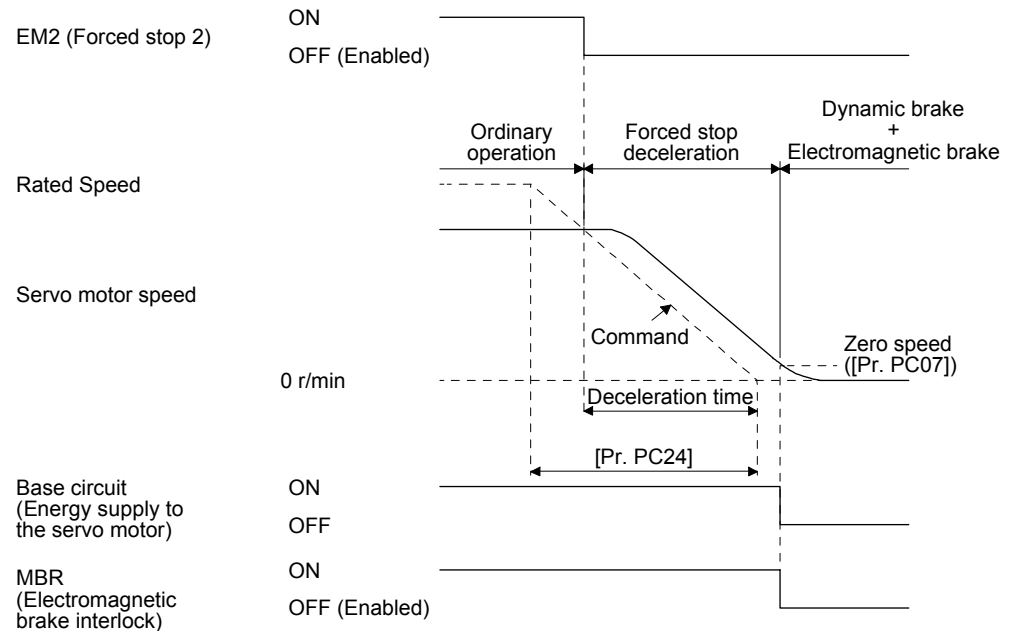 EM2 (Forced stop 2)
ON
OFF (Enabled)
Ordinary
operation
Forced stop
deceleration
Dynamic brake
+
Electromagnetic brake
Rated Speed
Servo motor speed
Command
Zero speed
([Pr. PC07])
0 r/min
Deceleration time
[Pr. PC24]
Base circuit
(Energy supply to
the servo motor)
ON
OFF
MBR
(Electromagnetic
brake interlock)
ON
OFF (Enabled)